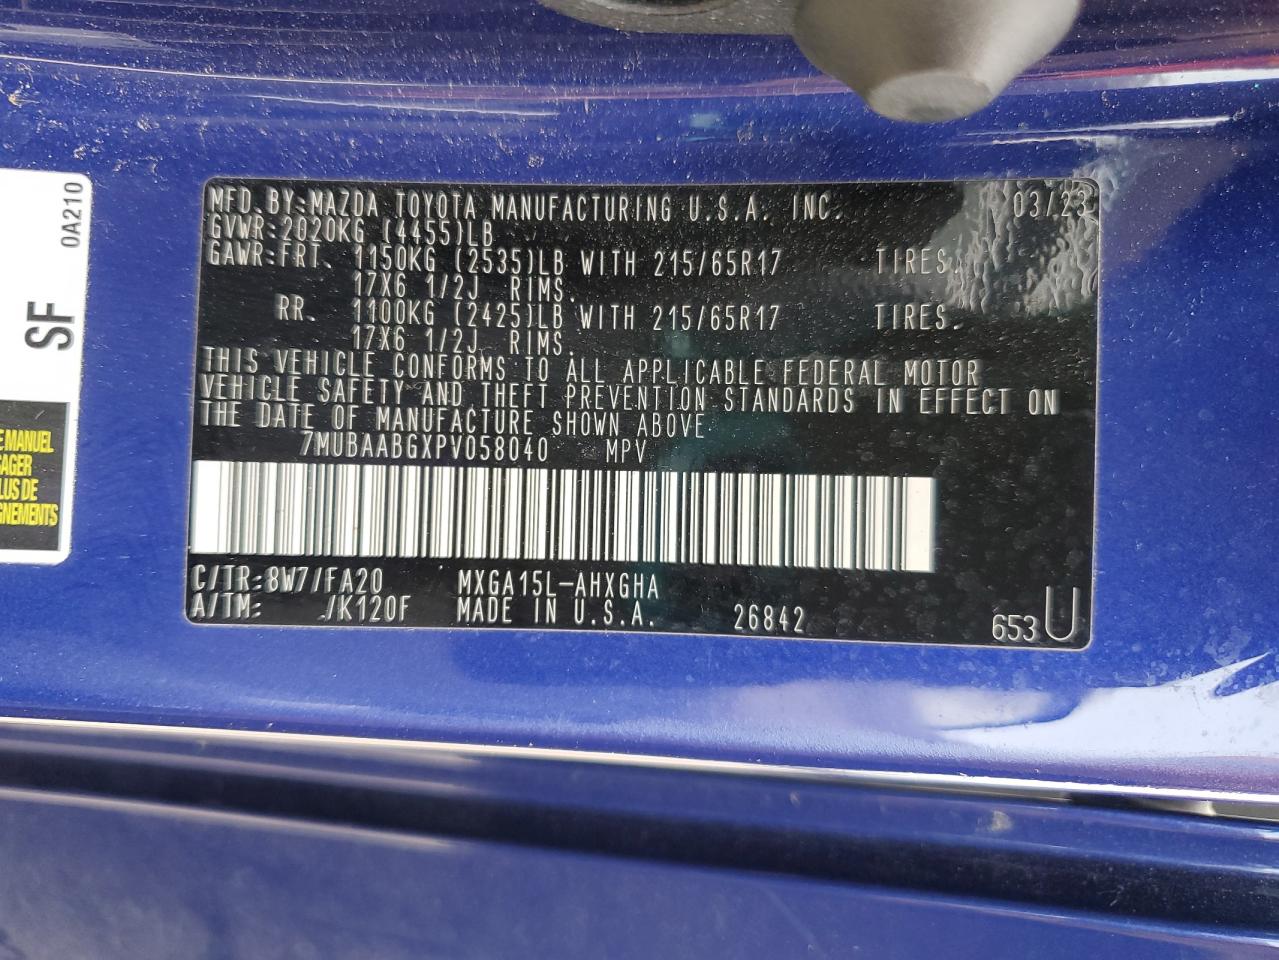 MFD.BY:MAZDA TOYOTA MANUFACTURING U.S.A. INC. 03/23
GVWR:2020KG (4455)LB
GAWR:FRT. 1150KG (2535)LB WITH 215/65R17 TIRES.
17X6 1/2J RIMS.
RR. 1100KG (2425)LB WITH 215/65R17 TIRES.
17X6 1/2J RIMS.
THIS VEHICLE CONFORMS TO ALL APPLICABLE FEDERAL MOTOR
VEHICLE SAFETY AND THEFT PREVENTION STANDARDS IN EFFECT ON
THE DATE OF MANUFACTURE SHOWN ABOVE.
7MUBAABGXPV058040 MPV
C/TR:8W7/FA20 MXGA15L-AHXGHA
A/TM: /K120F MADE IN U.S.A. 26842 653U
SF
0A210
E MANUEL
SAGER
LUS DE
GNEMENTS